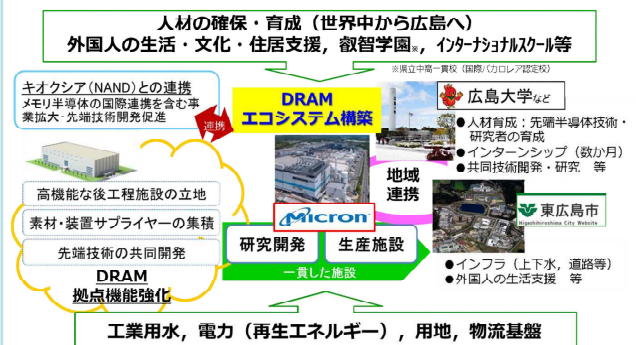 人材の確保・育成（世界中から広島へ）
外国人の生活・文化・住居支援，叡智学園※，インターナショナルスクール等
※県立中高一貫校（国際バカロレア認定校）
キオクシア（NAND）との連携
メモリ半導体の国際連携を含む事
業拡大・先端技術開発促進
連携
DRAM
エコシステム構築
広島大学など
●人材育成：先端半導体技術・
研究者の育成
●インターンシップ（数か月）
●共同技術開発・研究　等
地域
連携
高機能な後工程施設の立地
素材・装置サプライヤーの集積
先端技術の共同開発
DRAM
拠点機能強化
Micron
研究開発
生産施設
一貫した施設
東広島市
Higashihiroshima City Website
●インフラ（上下水，道路等）
●外国人の生活支援　等
工業用水，電力（再生エネルギー），用地，物流基盤